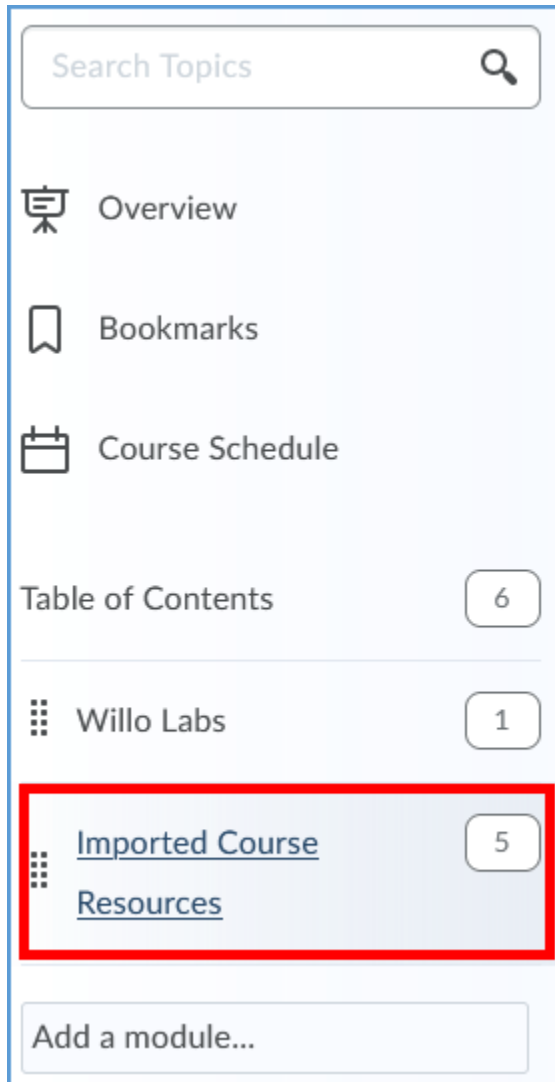 Search Topics
Overview
Bookmarks
Course Schedule
Table of Contents 6
Willo Labs 1
Imported Course 5
Resources
Add a module...